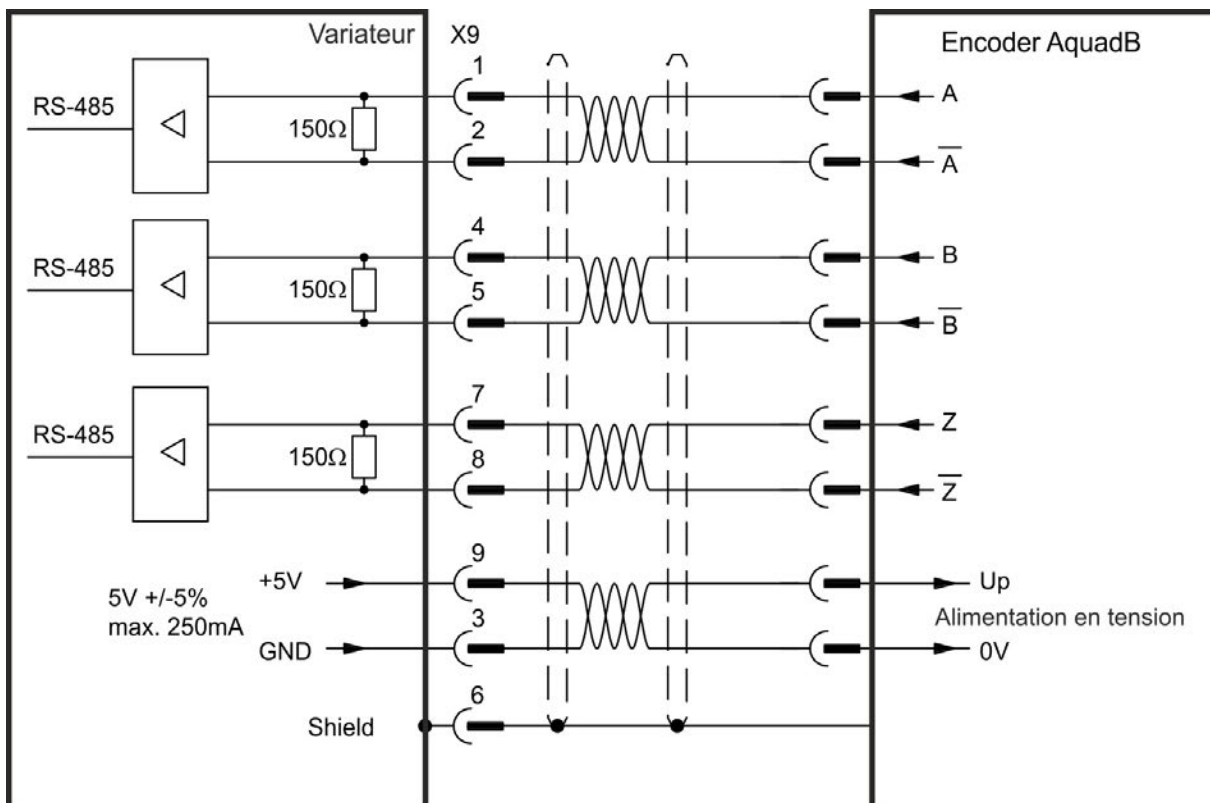 Variateur
X9
Encoder AquadB
1
RS-485
150Ω
A
2
A̅
4
RS-485
150Ω
B
5
B̅
7
RS-485
150Ω
Z
8
Z̅
9
+5V
Up
5V +/-5%
max. 250mA
Alimentation en tension
3
GND
0V
6
Shield